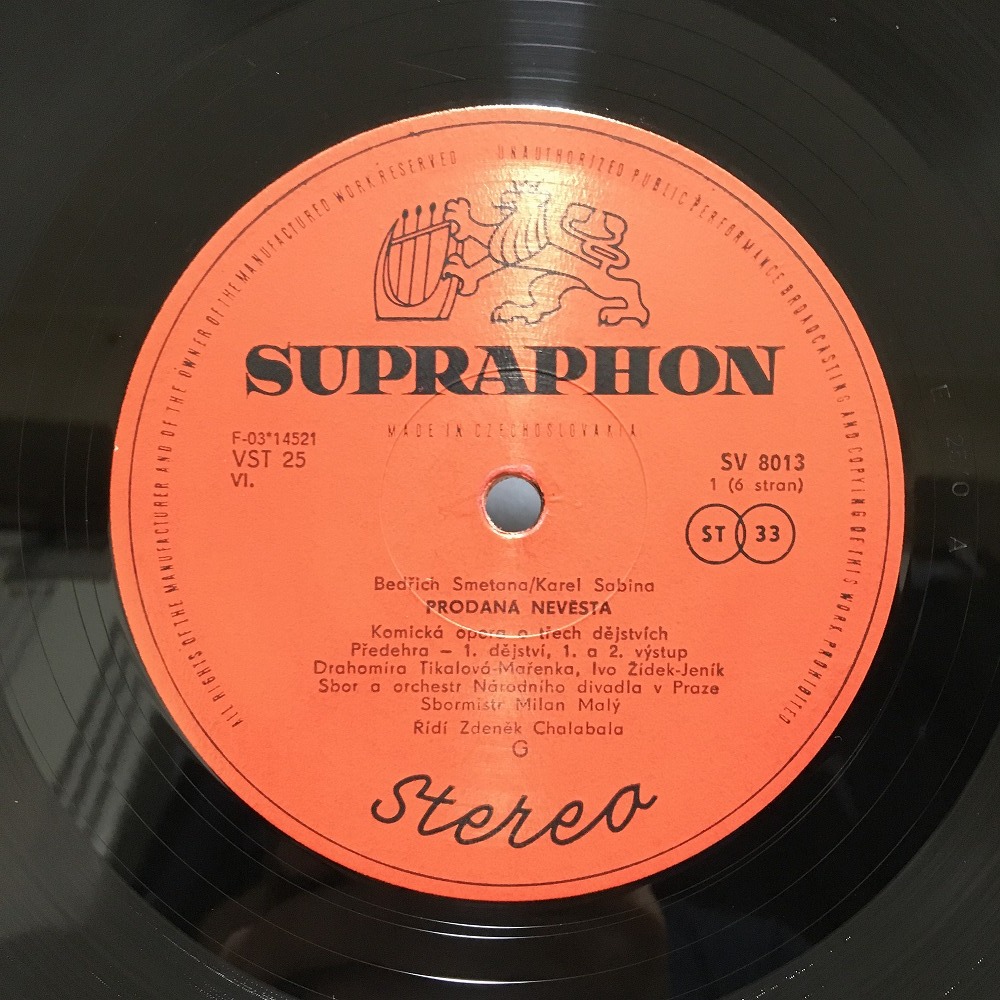 ALL RIGHTS OF THE MANUFACTURER AND OF THE OWNER OF THE MANUFACTURED WORK RESERVED UNAUTHORIZED PUBLIC PERFORMANCE BROADCASTING AND COPYING OF THIS WORK PROHIBITED
SUPRAPHON
MADE IN CZECHOSLOVAKIA
F-03*14521
VST 25
VI.
SV 8013
1 (6 stran)
ST 33
Bedřich Smetana/Karel Sabina
PRODANÁ NEVĚSTA
Komická opera o třech dějstvích
Předehra – 1. dějství, 1. a 2. výstup
Drahomíra Tikalová-Mařenka, Ivo Žídek-Jeník
Sbor a orchestr Národního divadla v Praze
Sbormistr Milan Malý
Řídí Zdeněk Chalabala
G
Stereo